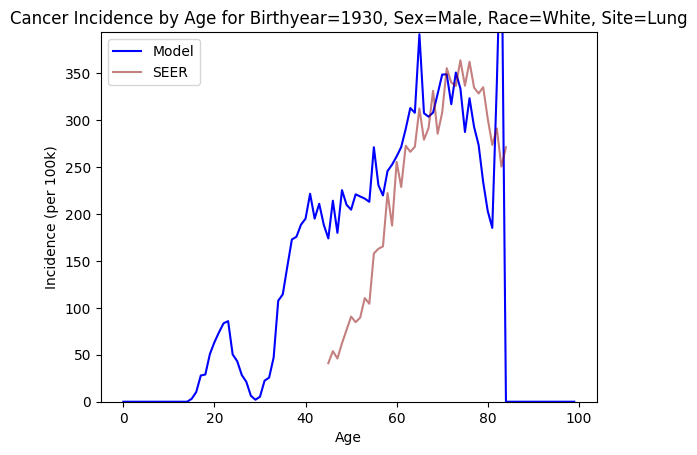 Cancer Incidence by Age for Birthyear=1930, Sex=Male, Race=White, Site=Lung
Model
SEER
Incidence (per 100k)
350
300
250
200
150
100
50
0
0
20
40
60
80
100
Age